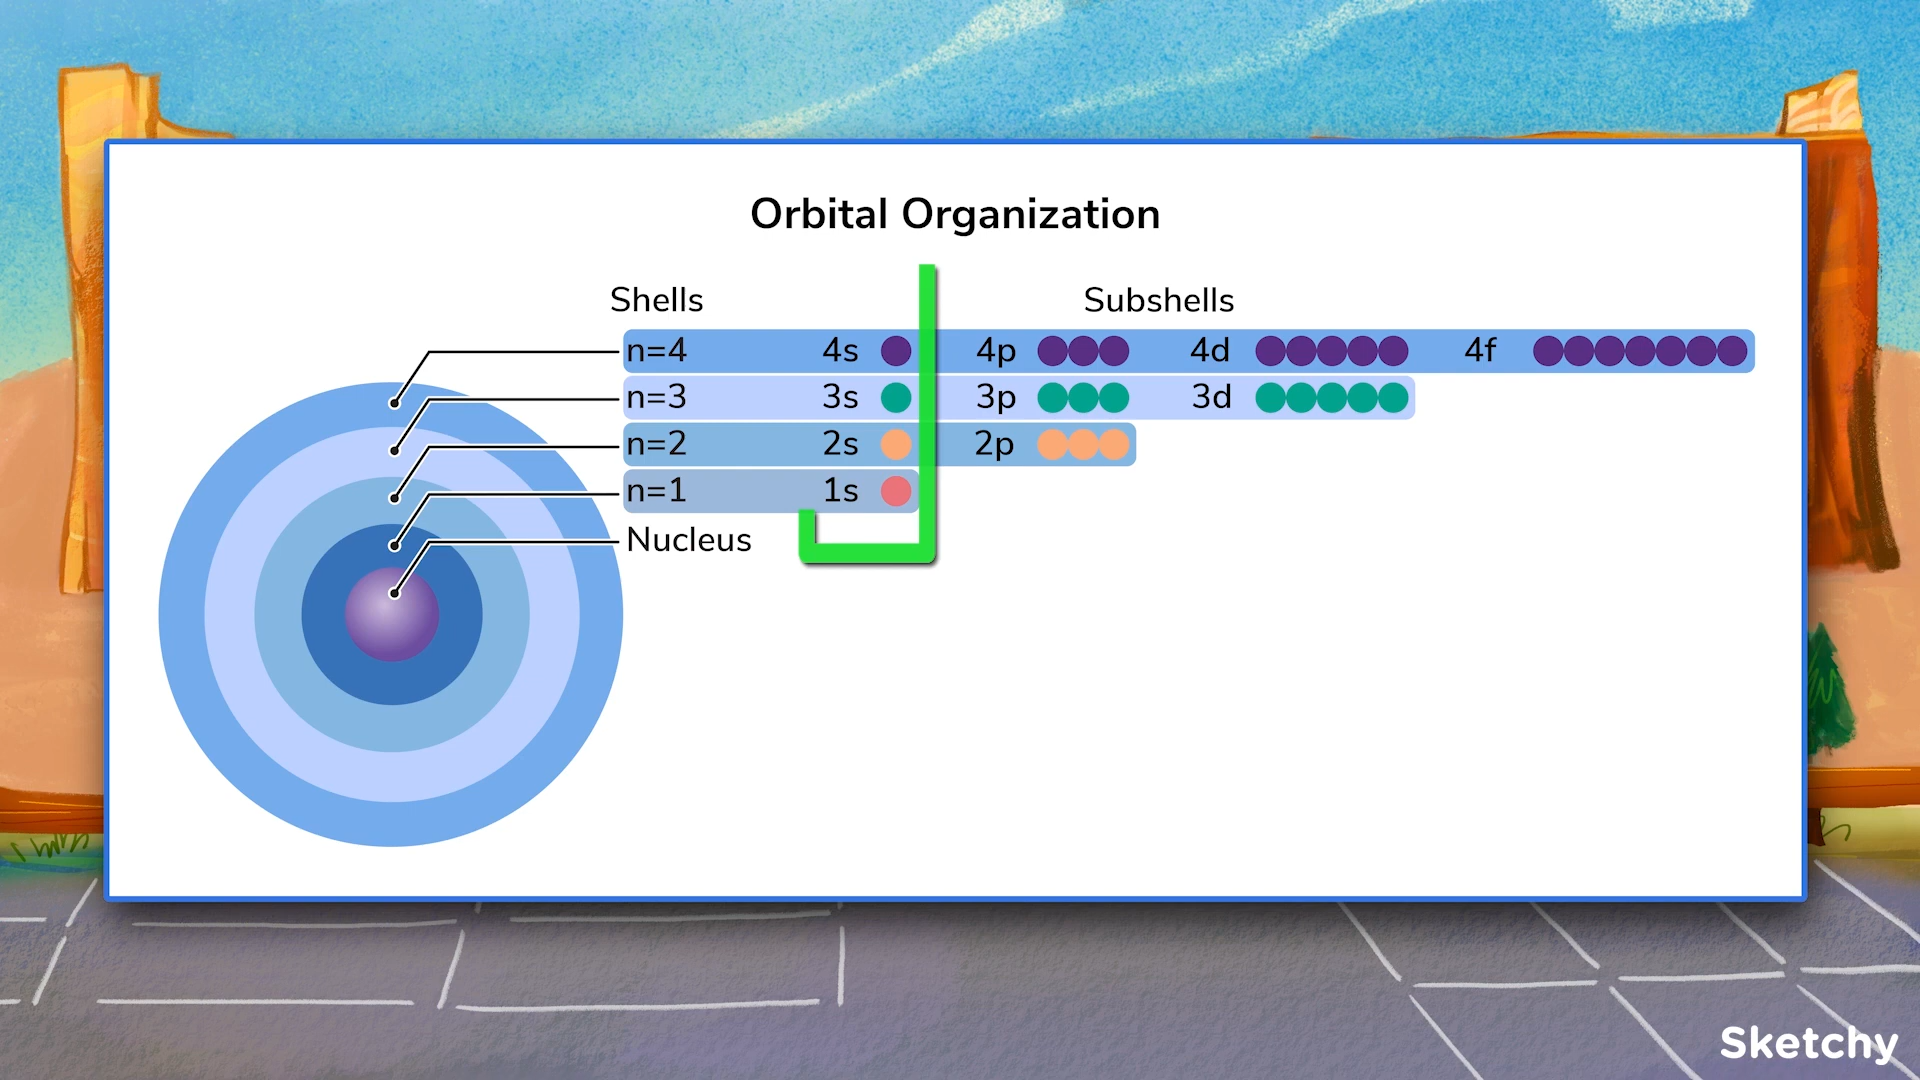 Orbital Organization
Shells Subshells
n=4 4s 4p 4d 4f
n=3 3s 3p 3d
n=2 2s 2p
n=1 1s
Nucleus
Sketchy